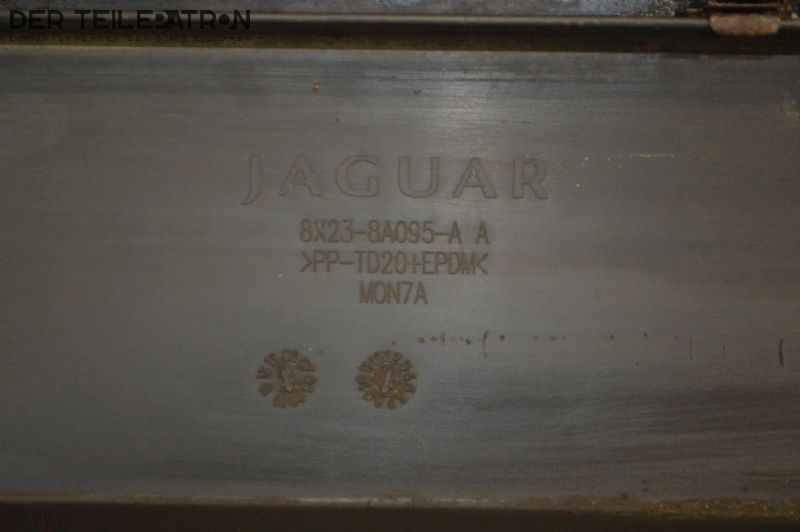 DER TEILEPATRON
JAGUAR
8X23-8A095-A A
>PP-TD20+EPDM<
MON7A